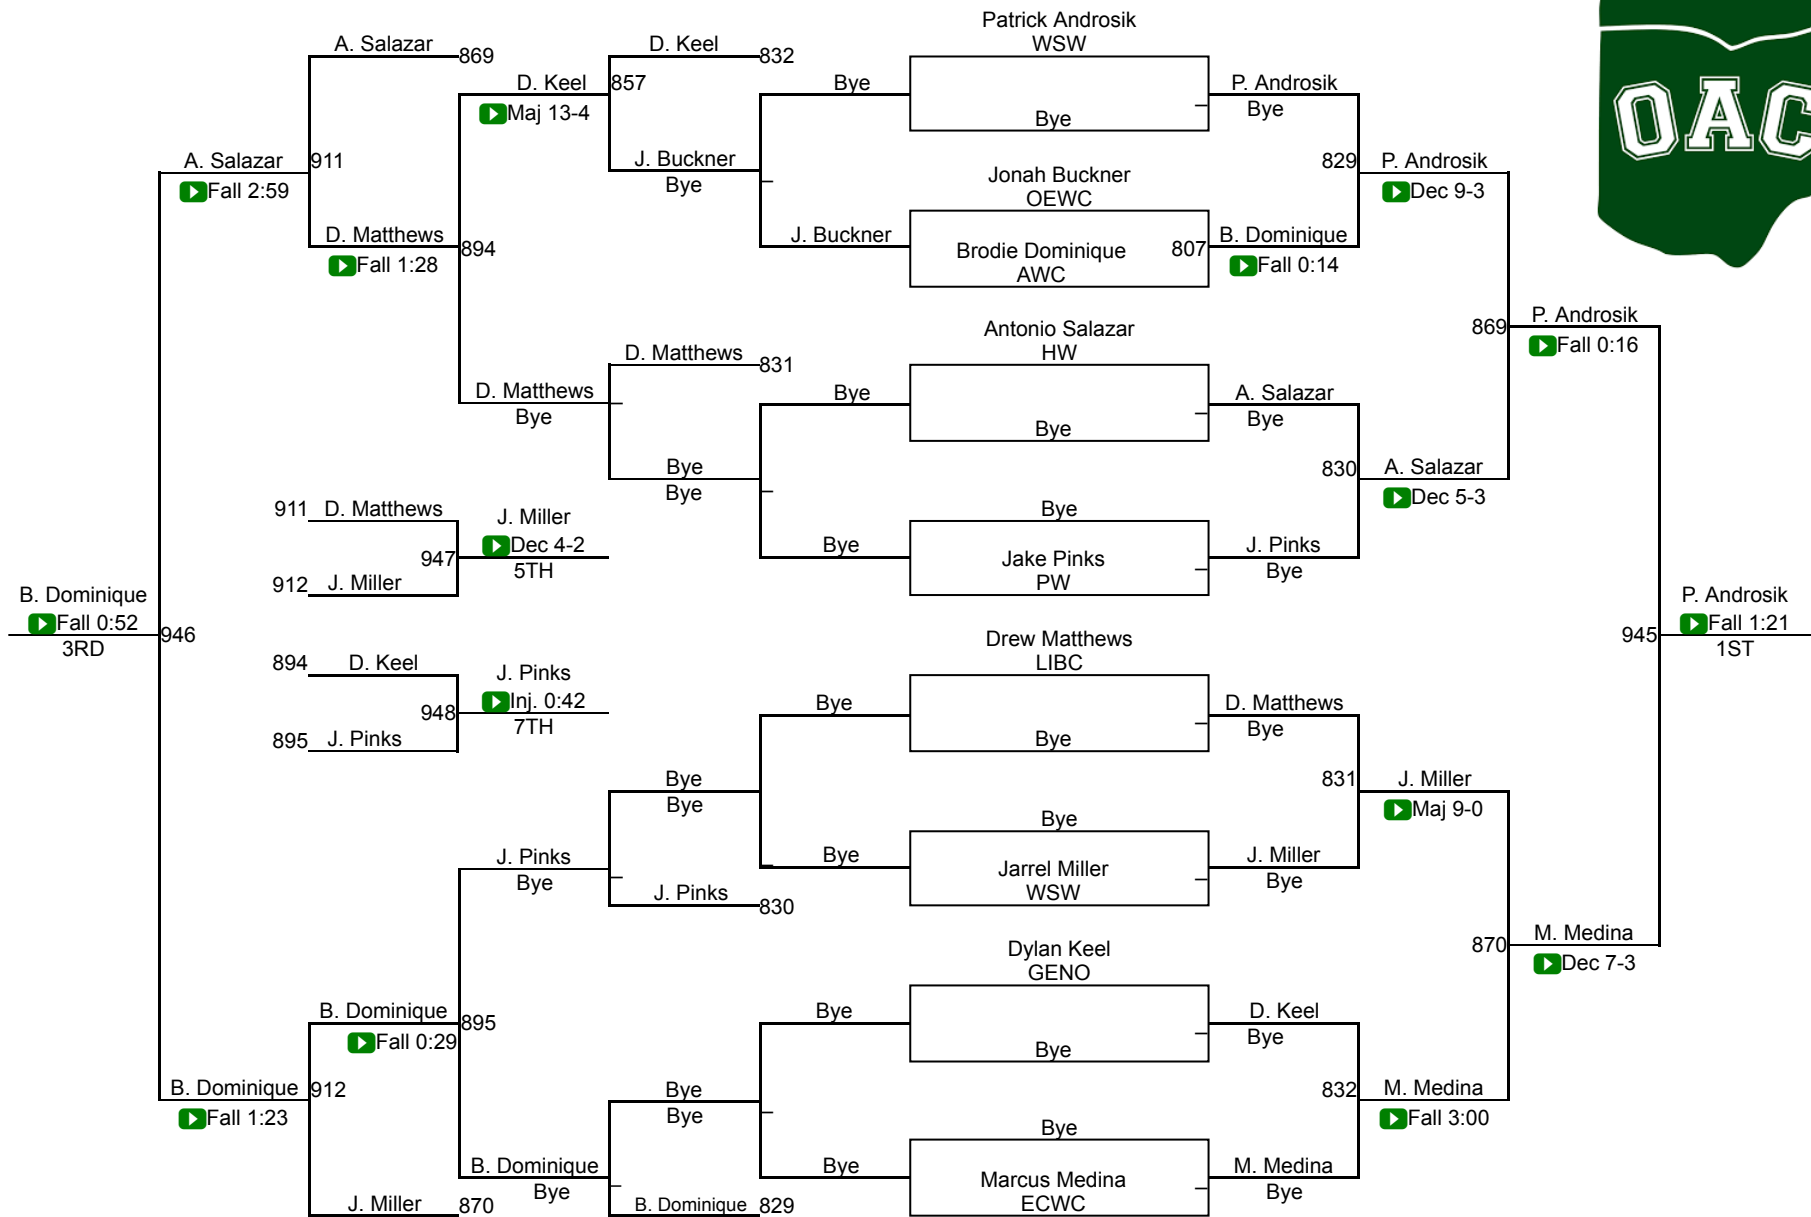 Patrick Androsik
WSW
A. Salazar
869
D. Keel
832
D. Keel
857
Maj 13-4
Bye
Bye
P. Androsik
Bye
OAC
A. Salazar
911
Fall 2:59
J. Buckner
Bye
Jonah Buckner
OEWC
829
P. Androsik
Dec 9-3
D. Matthews
894
Fall 1:28
J. Buckner
Brodie Dominique
AWC
807
B. Dominique
Fall 0:14
Antonio Salazar
HW
869
P. Androsik
Fall 0:16
D. Matthews
831
D. Matthews
Bye
Bye
Bye
A. Salazar
Bye
Bye
Bye
830
A. Salazar
Dec 5-3
911
D. Matthews
J. Miller
947
Dec 4-2
5TH
912
J. Miller
Bye
Bye
Jake Pinks
PW
J. Pinks
Bye
B. Dominique
Fall 0:52
3RD
946
P. Androsik
945
Fall 1:21
1ST
894
D. Keel
J. Pinks
948
Inj. 0:42
7TH
895
J. Pinks
Drew Matthews
LIBC
Bye
Bye
D. Matthews
Bye
Bye
Bye
831
J. Miller
Maj 9-0
J. Pinks
Bye
Bye
Bye
Jarrel Miller
WSW
J. Miller
Bye
J. Pinks
830
Dylan Keel
GENO
870
M. Medina
Dec 7-3
B. Dominique
895
Fall 0:29
Bye
Bye
D. Keel
Bye
B. Dominique
912
Fall 1:23
Bye
Bye
832
M. Medina
Fall 3:00
B. Dominique
Bye
Bye
Bye
Marcus Medina
ECWC
M. Medina
Bye
J. Miller
870
B. Dominique
829